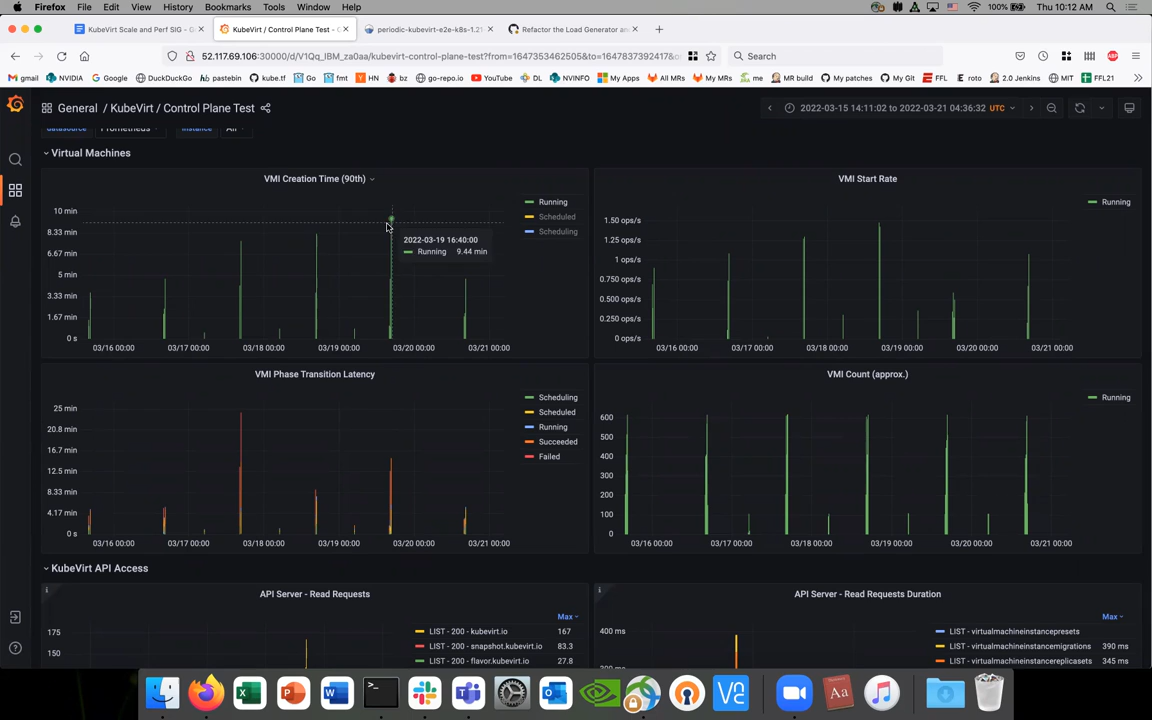 Firefox File Edit View History Bookmarks Tools Window Help 100% Thu 10:12 AM
KubeVirt Scale and Perf SIG - G KubeVirt / Control Plane Test - G periodic-kubevirt-e2e-k8s-1.21 Refactor the Load Generator an
52.117.69.106:30000/d/V1Qq_IBM_za0aa/kubevirt-control-plane-test?from=1647353462505&to=1647837392417&o Search
gmail NVIDIA Google DuckDuckGo pastebin kube.tf Go fmt HN bz go-repo.io YouTube DL NVINFO My Apps All MRs My MRs me MR build My patches My Git FFL roto 2.0 Jenkins MIT FFL21
General / KubeVirt / Control Plane Test 2022-03-15 14:11:02 to 2022-03-21 04:36:32 UTC
datasource Prometheus instance All
Virtual Machines
VMI Creation Time (90th)
10 min
8.33 min
6.67 min
5 min
3.33 min
1.67 min
0 s
03/16 00:00 03/17 00:00 03/18 00:00 03/19 00:00 03/20 00:00 03/21 00:00
Running
Scheduled
Scheduling
2022-03-19 16:40:00
Running 9.44 min
VMI Start Rate
1.50 ops/s
1.25 ops/s
1 ops/s
0.750 ops/s
0.500 ops/s
0.250 ops/s
0 ops/s
03/16 00:00 03/17 00:00 03/18 00:00 03/19 00:00 03/20 00:00 03/21 00:00
Running
VMI Phase Transition Latency
25 min
20.8 min
16.7 min
12.5 min
8.33 min
4.17 min
0 s
03/16 00:00 03/17 00:00 03/18 00:00 03/19 00:00 03/20 00:00 03/21 00:00
Scheduling
Scheduled
Running
Succeeded
Failed
VMI Count (approx.)
600
500
400
300
200
100
0
03/16 00:00 03/17 00:00 03/18 00:00 03/19 00:00 03/20 00:00 03/21 00:00
Running
KubeVirt API Access
API Server - Read Requests
175
150
Max
LIST - 200 - kubevirt.io 167
LIST - 200 - snapshot.kubevirt.io 83.3
LIST - 200 - flavor.kubevirt.io 27.8
API Server - Read Requests Duration
400 ms
300 ms
Max
LIST - virtualmachineinstancepresets
LIST - virtualmachineinstancemigrations 390 ms
LIST - virtualmachineinstancereplicasets 345 ms